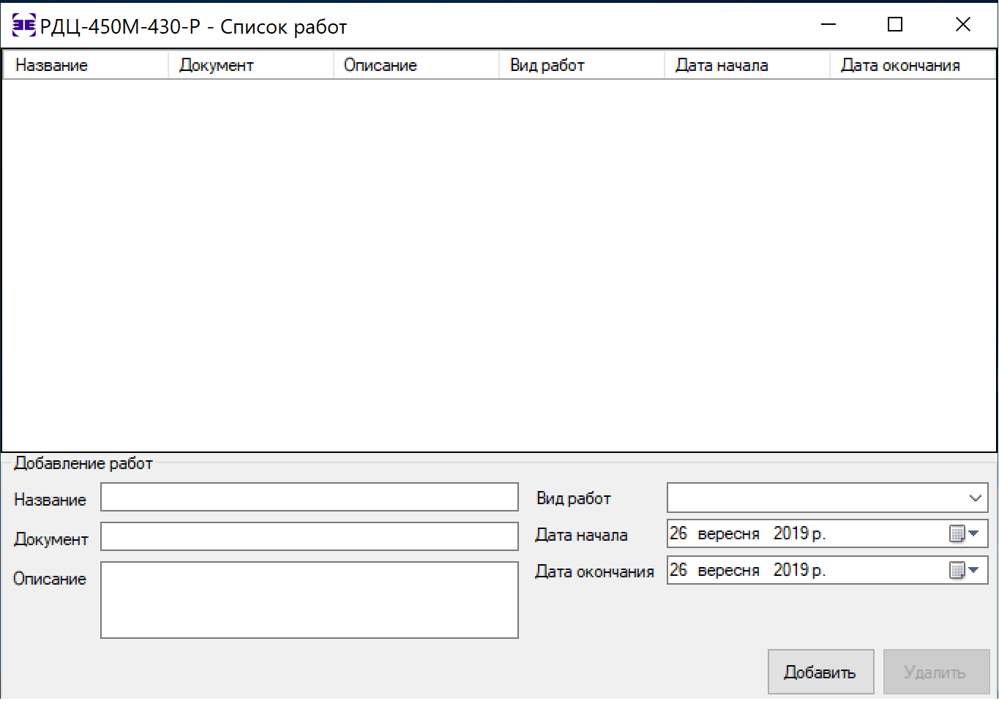 РДЦ-450М-430-Р - Список работ
Название Документ Описание Вид работ Дата начала Дата окончания
Добавление работ
Название
Вид работ
Документ
Дата начала 26 вересня 2019 р.
Описание
Дата окончания 26 вересня 2019 р.
Добавить Удалить